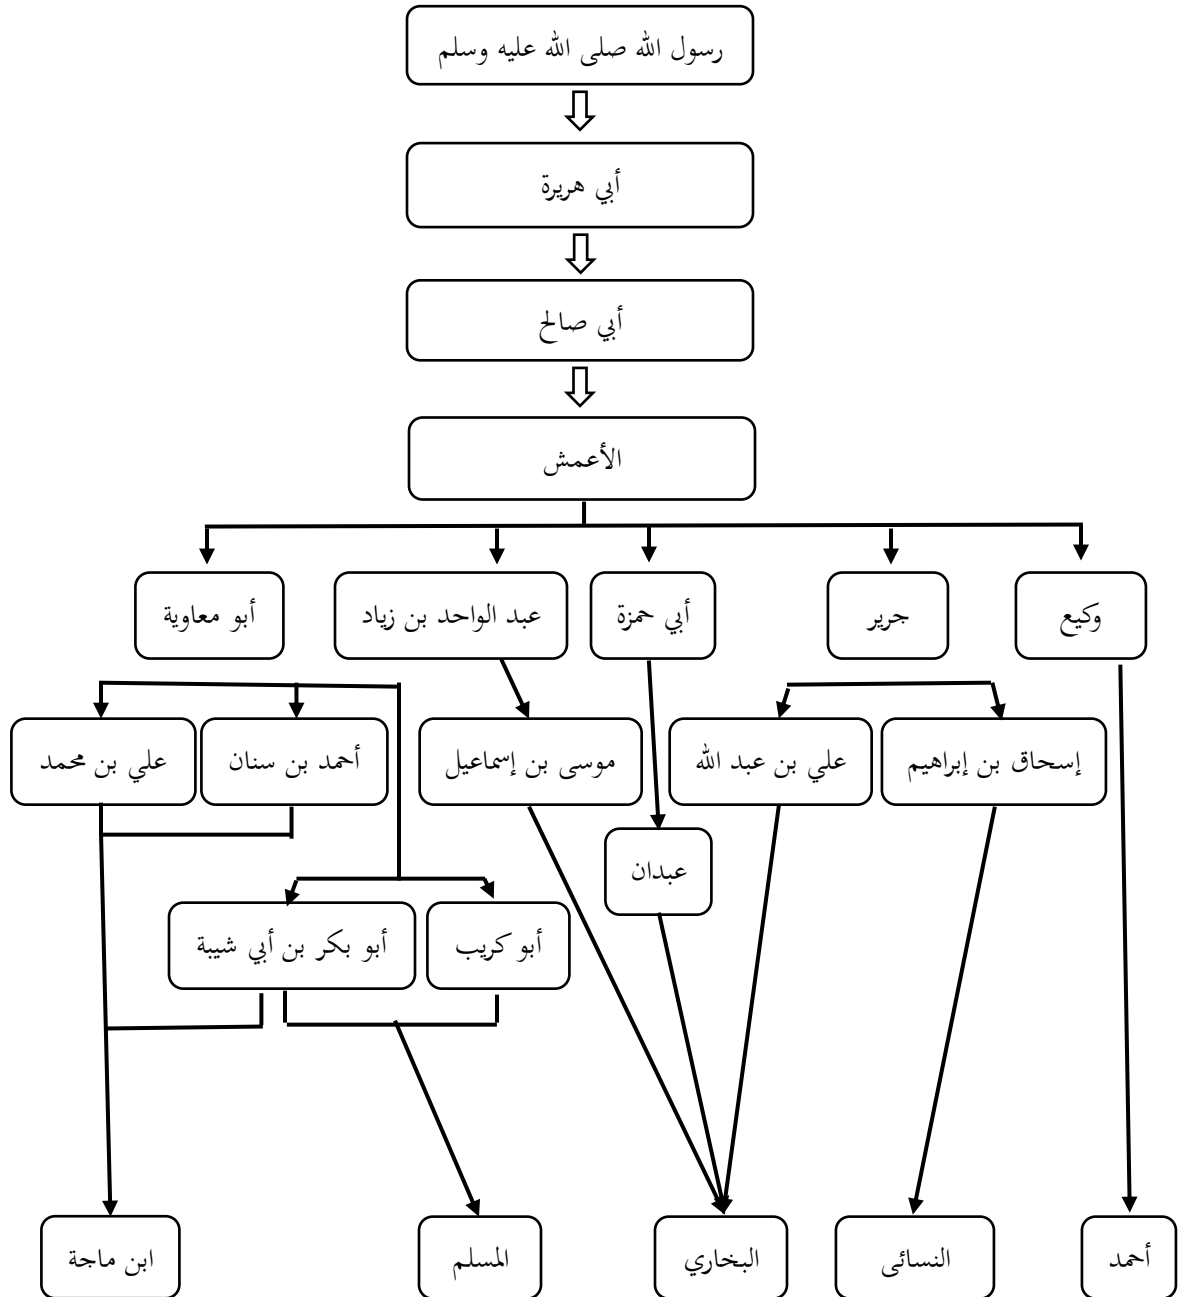 رسول الله صلى الله عليه وسلم
أبي هريرة
أبي صالح
الأعمش
وكيع
جرير
أبي حمزة
عبد الواحد بن زياد
أبو معاوية
إسحاق بن إبراهيم
علي بن عبد الله
موسى بن إسماعيل
أحمد بن سنان
علي بن محمد
عبدان
أبو كريب
أبو بكر بن أبي شيبة
أحمد
النسائى
البخاري
المسلم
ابن ماجة